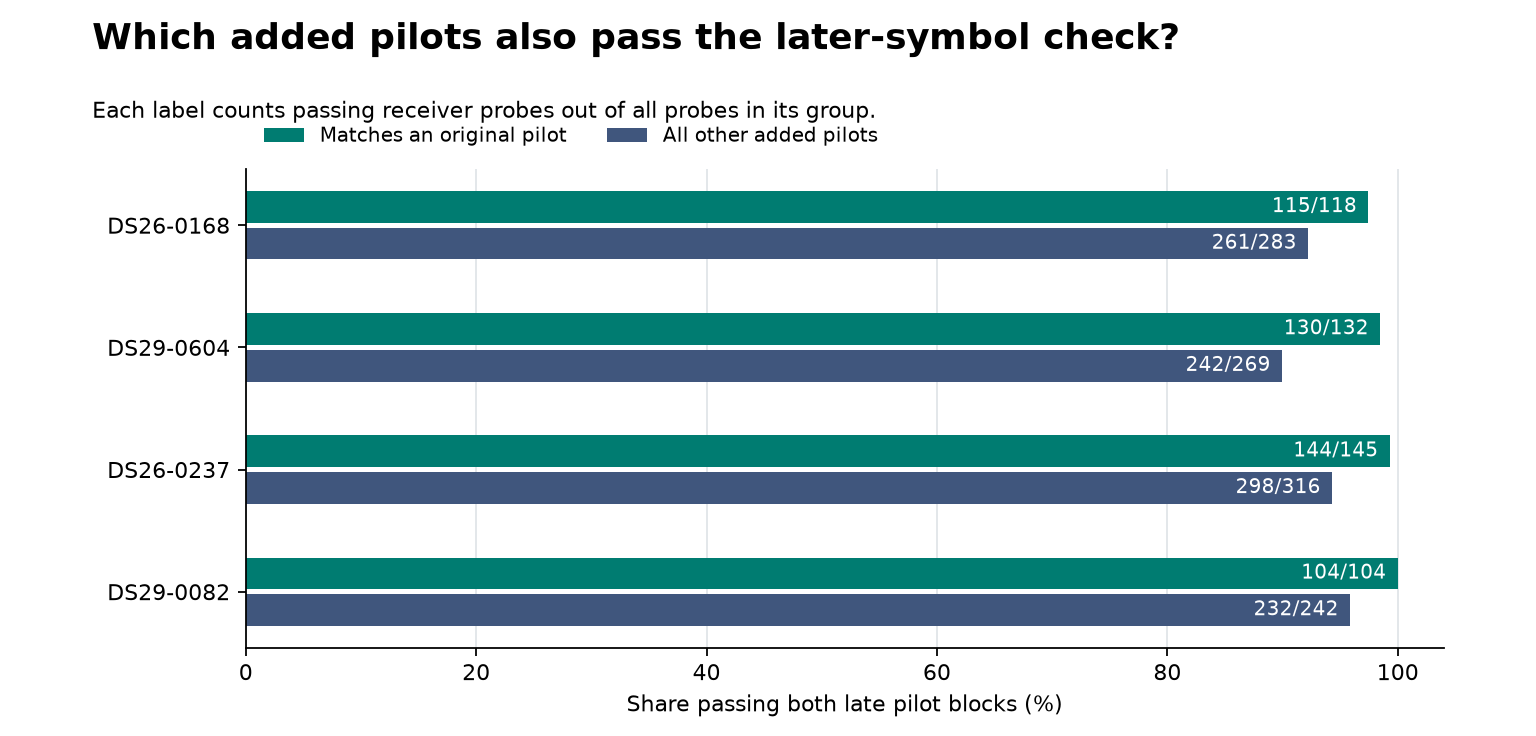 Which added pilots also pass the later-symbol check?
Each label counts passing receiver probes out of all probes in its group.
Matches an original pilot
All other added pilots
DS26-0168
115/118
261/283
DS29-0604
130/132
242/269
DS26-0237
144/145
298/316
DS29-0082
104/104
232/242
0 20 40 60 80 100
Share passing both late pilot blocks (%)